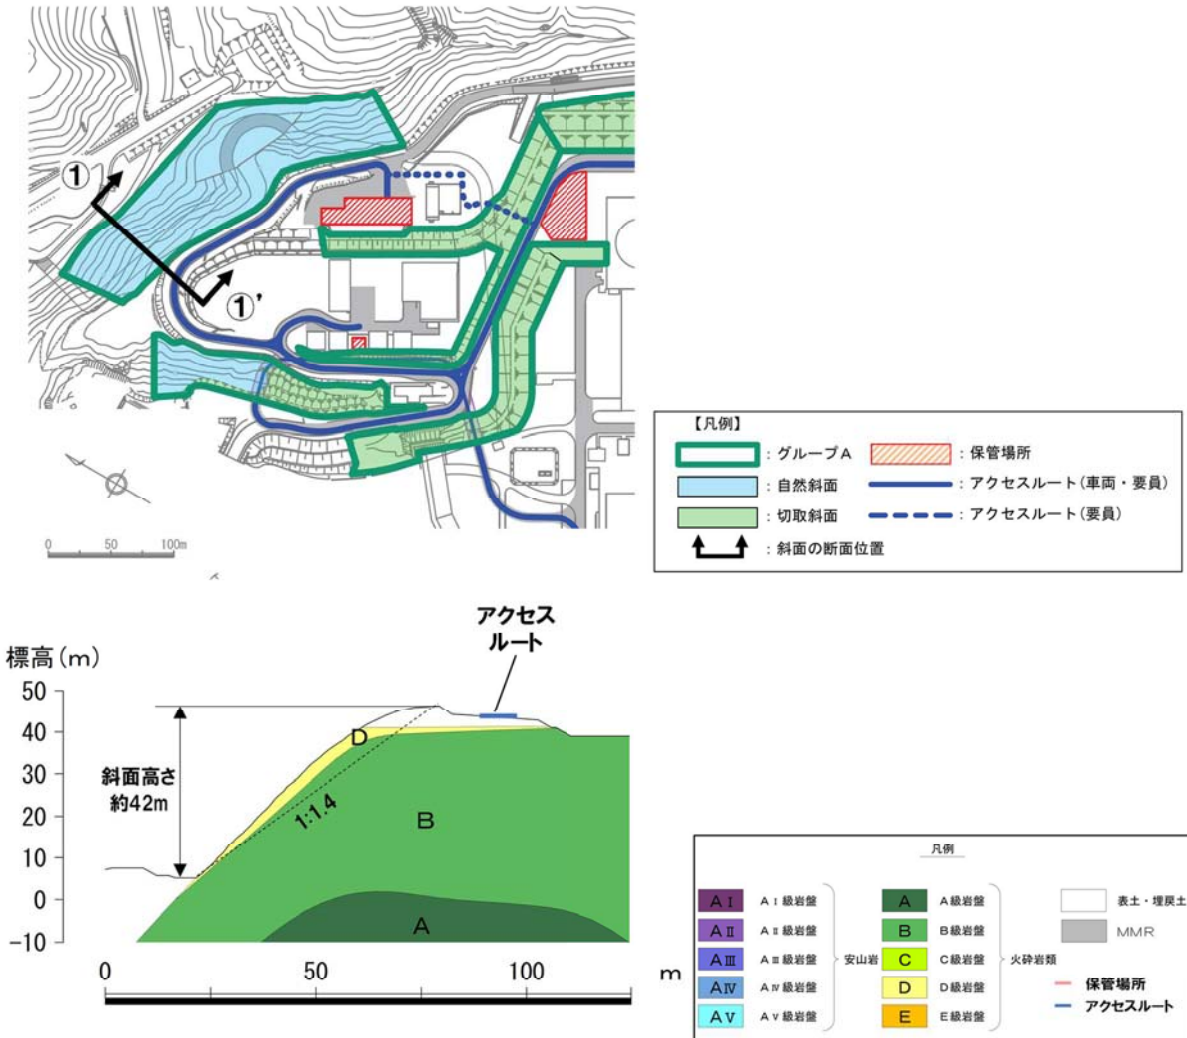 ①
①'
0 50 100m
【凡例】
：グループA
：保管場所
：自然斜面
：アクセスルート(車両・要員)
：切取斜面
：アクセスルート(要員)
：斜面の断面位置
アクセス
ルート
標高(m)
50
40
30
20
10
0
-10
斜面高さ
約42m
1:1.4
D
B
A
0 50 100 m
凡例
AⅠ AⅠ級岩盤
AⅡ AⅡ級岩盤
AⅢ AⅢ級岩盤
AⅣ AⅣ級岩盤
AⅤ AⅤ級岩盤
安山岩
A A級岩盤
B B級岩盤
C C級岩盤
D D級岩盤
E E級岩盤
火砕岩類
表土・埋戻土
MMR
保管場所
アクセスルート